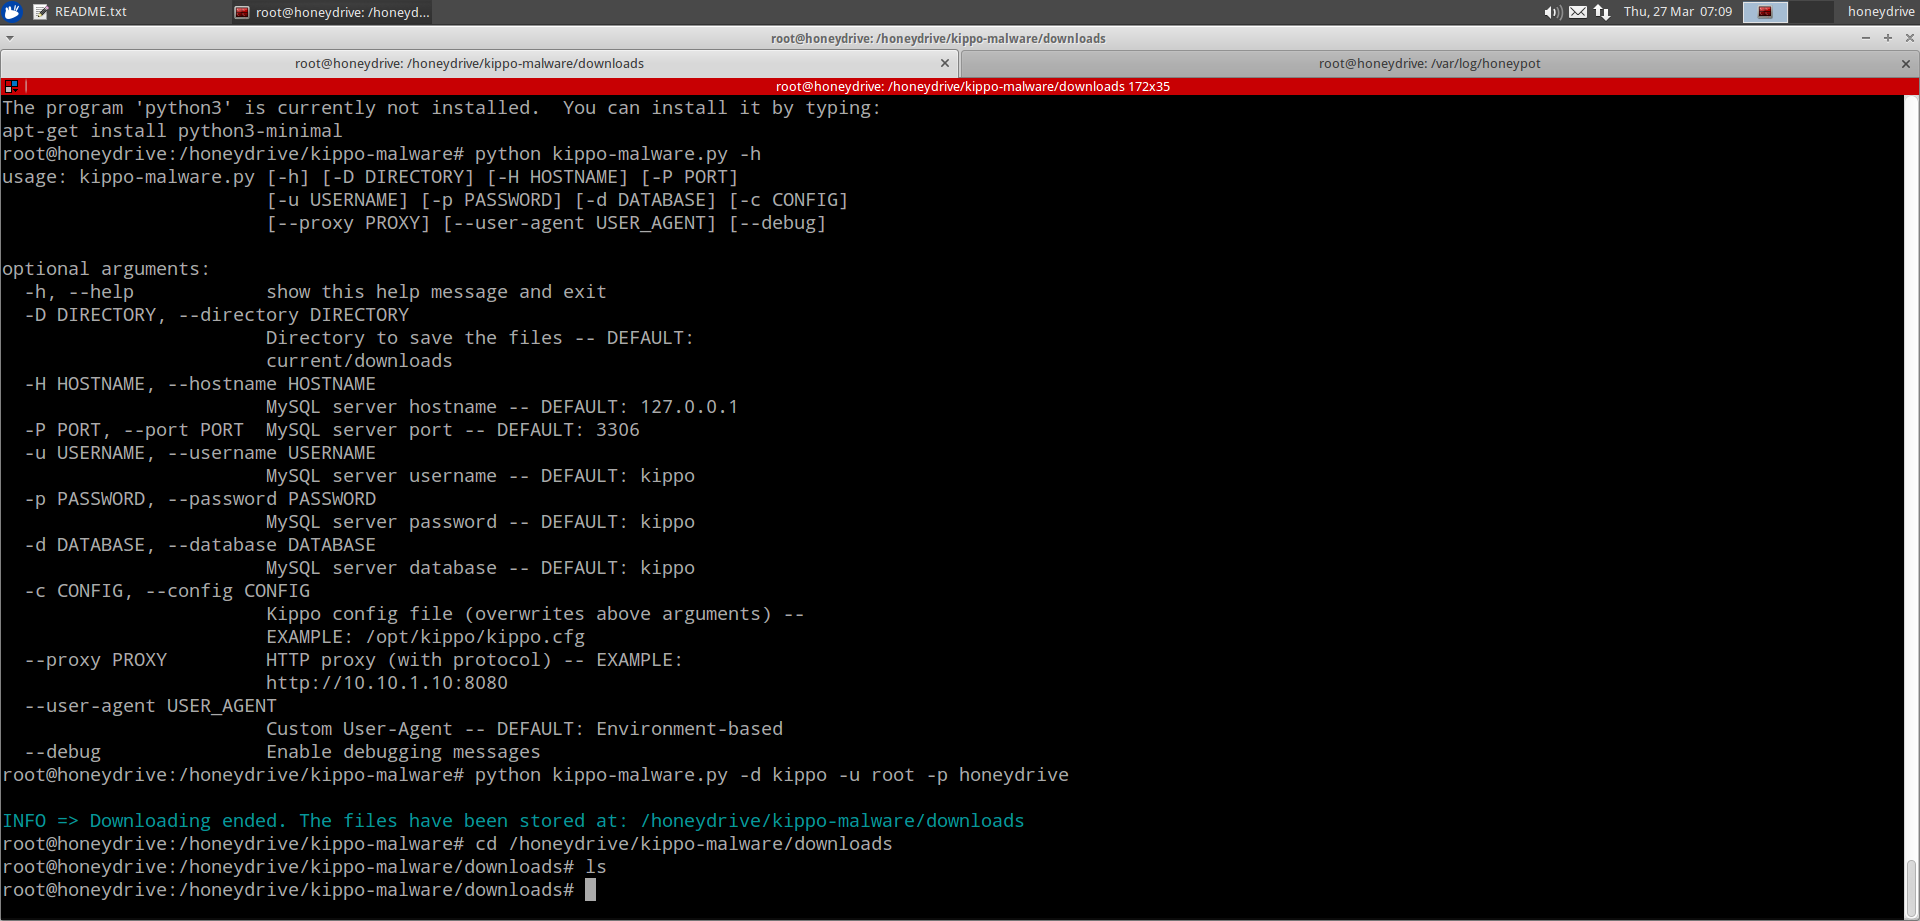 README.txt
root@honeydrive: /honeyd...
Thu, 27 Mar 07:09
honeydrive
root@honeydrive: /honeydrive/kippo-malware/downloads
root@honeydrive: /honeydrive/kippo-malware/downloads
root@honeydrive: /var/log/honeypot
root@honeydrive: /honeydrive/kippo-malware/downloads 172x35
The program 'python3' is currently not installed.  You can install it by typing:
apt-get install python3-minimal
root@honeydrive:/honeydrive/kippo-malware# python kippo-malware.py -h
usage: kippo-malware.py [-h] [-D DIRECTORY] [-H HOSTNAME] [-P PORT]
[-u USERNAME] [-p PASSWORD] [-d DATABASE] [-c CONFIG]
[--proxy PROXY] [--user-agent USER_AGENT] [--debug]
optional arguments:
-h, --help            show this help message and exit
-D DIRECTORY, --directory DIRECTORY
Directory to save the files -- DEFAULT:
current/downloads
-H HOSTNAME, --hostname HOSTNAME
MySQL server hostname -- DEFAULT: 127.0.0.1
-P PORT, --port PORT  MySQL server port -- DEFAULT: 3306
-u USERNAME, --username USERNAME
MySQL server username -- DEFAULT: kippo
-p PASSWORD, --password PASSWORD
MySQL server password -- DEFAULT: kippo
-d DATABASE, --database DATABASE
MySQL server database -- DEFAULT: kippo
-c CONFIG, --config CONFIG
Kippo config file (overwrites above arguments) --
EXAMPLE: /opt/kippo/kippo.cfg
--proxy PROXY         HTTP proxy (with protocol) -- EXAMPLE:
http://10.10.1.10:8080
--user-agent USER_AGENT
Custom User-Agent -- DEFAULT: Environment-based
--debug               Enable debugging messages
root@honeydrive:/honeydrive/kippo-malware# python kippo-malware.py -d kippo -u root -p honeydrive
INFO => Downloading ended. The files have been stored at: /honeydrive/kippo-malware/downloads
root@honeydrive:/honeydrive/kippo-malware# cd /honeydrive/kippo-malware/downloads
root@honeydrive:/honeydrive/kippo-malware/downloads# ls
root@honeydrive:/honeydrive/kippo-malware/downloads#